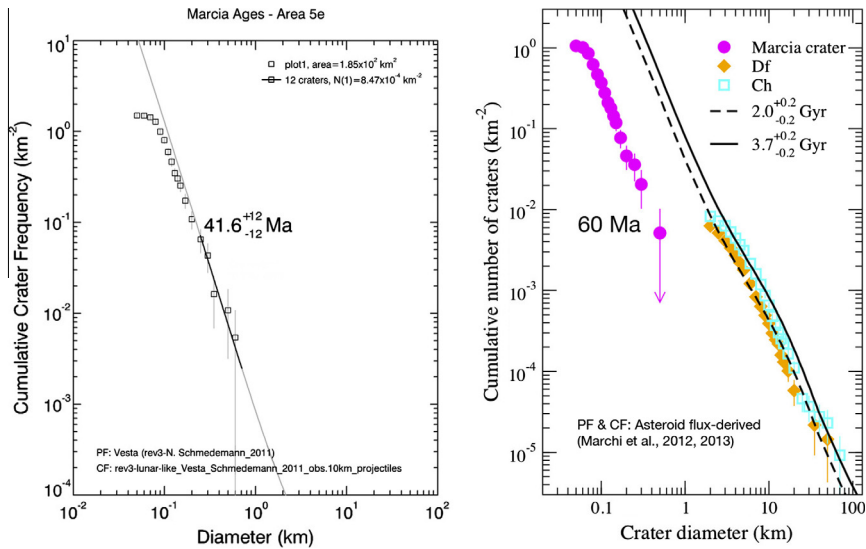 Marcia Ages - Area 5e
Cumulative Crater Frequency (km⁻²)
10¹
10⁰
10⁻¹
10⁻²
10⁻³
10⁻⁴
plot1, area=1.85x10² km²
12 craters, N(1)=8.47x10⁻⁴ km⁻²
41.6 +12 -12 Ma
PF: Vesta (rev3-N. Schmedemann_2011)
CF: rev3-lunar-like_Vesta_Schmedemann_2011_obs.10km_projectiles
10⁻² 10⁻¹ 10⁰ 10¹ 10²
Diameter (km)
Cumulative number of craters (km⁻²)
10⁰
10⁻¹
10⁻²
10⁻³
10⁻⁴
10⁻⁵
Marcia crater
Df
Ch
2.0 +0.2 -0.2 Gyr
3.7 +0.2 -0.2 Gyr
60 Ma
PF & CF: Asteroid flux-derived
(Marchi et al., 2012, 2013)
0.1 1 10 100
Crater diameter (km)